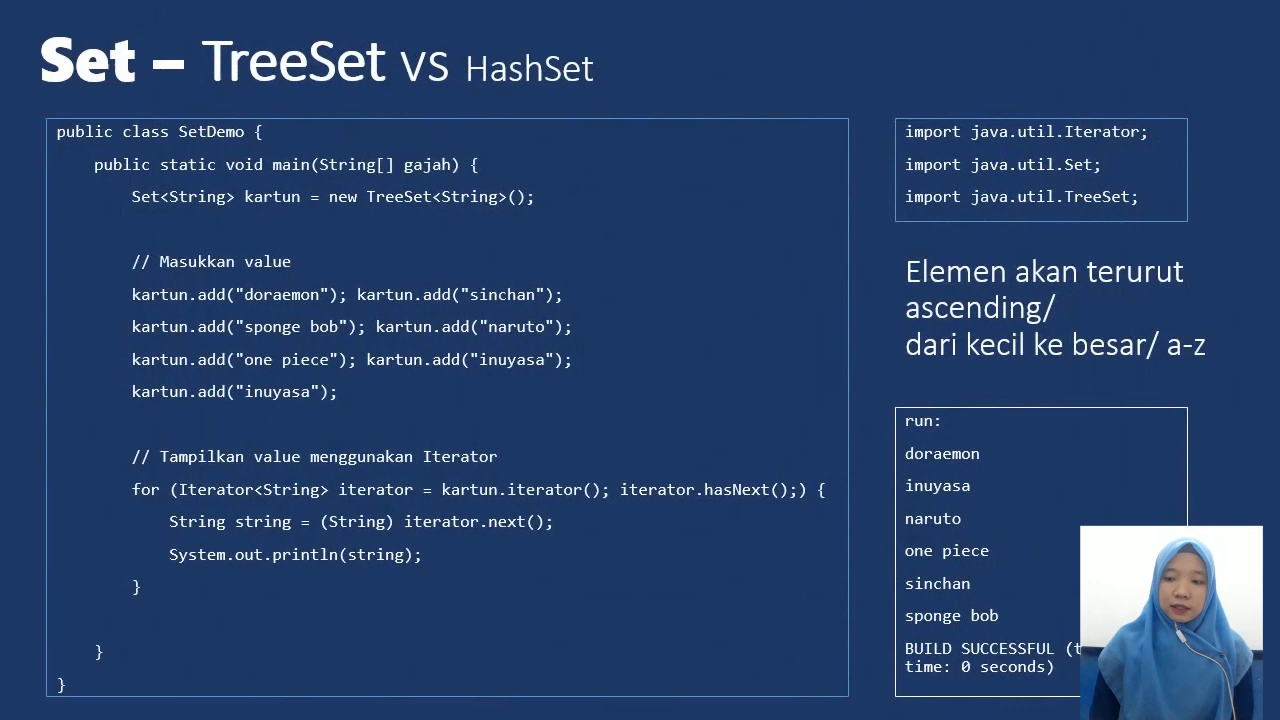 Set – TreeSet vs HashSet
public class SetDemo {
public static void main(String[] gajah) {
Set<String> kartun = new TreeSet<String>();
// Masukkan value
kartun.add("doraemon"); kartun.add("sinchan");
kartun.add("sponge bob"); kartun.add("naruto");
kartun.add("one piece"); kartun.add("inuyasa");
kartun.add("inuyasa");
// Tampilkan value menggunakan Iterator
for (Iterator<String> iterator = kartun.iterator(); iterator.hasNext();) {
String string = (String) iterator.next();
System.out.println(string);
}
}
}
import java.util.Iterator;
import java.util.Set;
import java.util.TreeSet;
Elemen akan terurut
ascending/
dari kecil ke besar/ a-z
run:
doraemon
inuyasa
naruto
one piece
sinchan
sponge bob
BUILD SUCCESSFUL (
time: 0 seconds)